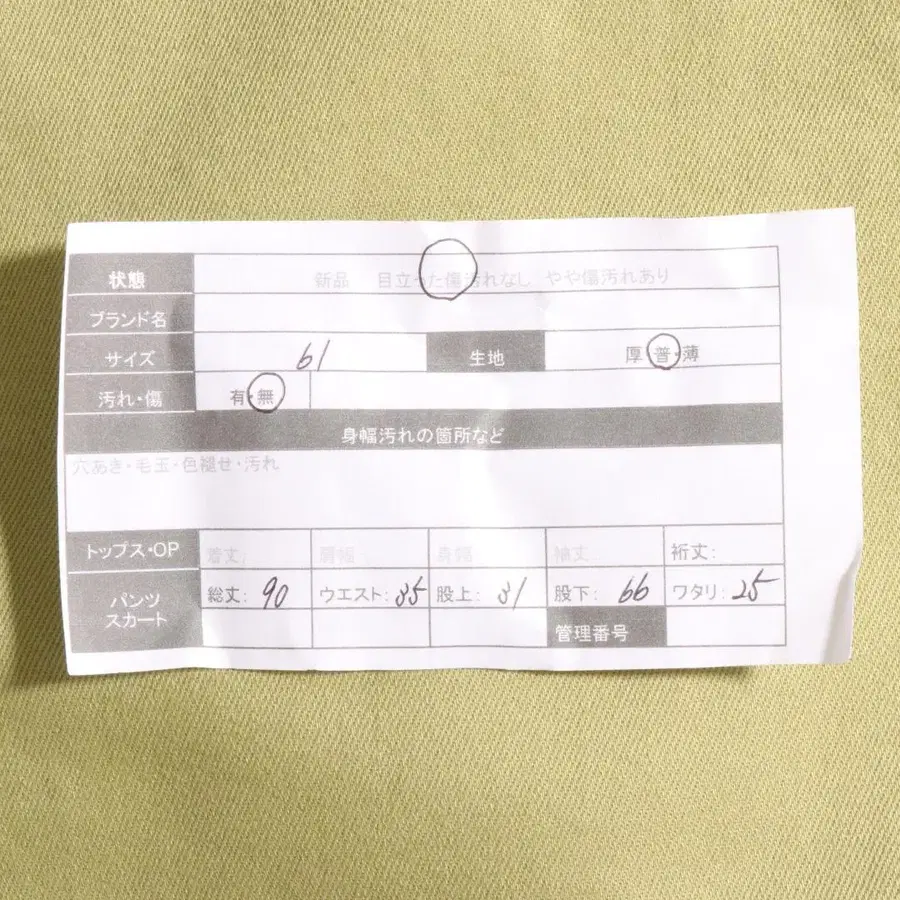 状態 新品 目立った傷汚れなし やや傷汚れあり
ブランド名
サイズ 61 生地 厚・普・薄
汚れ・傷 有・無
身幅汚れの箇所など
穴あき・毛玉・色褪せ・汚れ
トップス・OP 着丈: 肩幅: 身幅 袖丈: 裄丈:
パンツ スカート 総丈: 90 ウエスト: 35 股上: 31 股下: 66 ワタリ: 25
管理番号